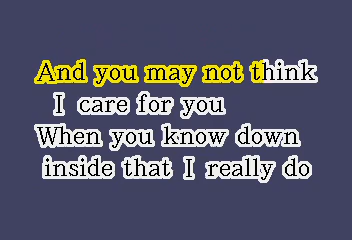 And you may not think
I care for you
When you know down
inside that I really do